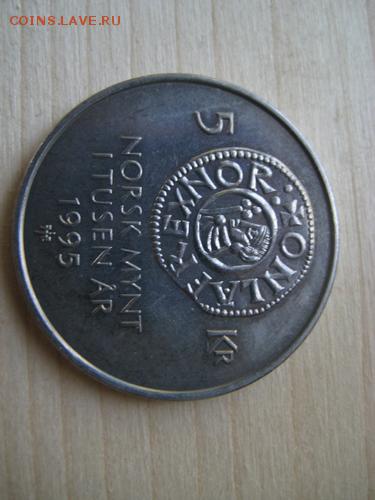 COINS.LAVE.RU
5 KR
ONLAF REX NOR
NORSK MYNT
I TUSEN ÅR
1995